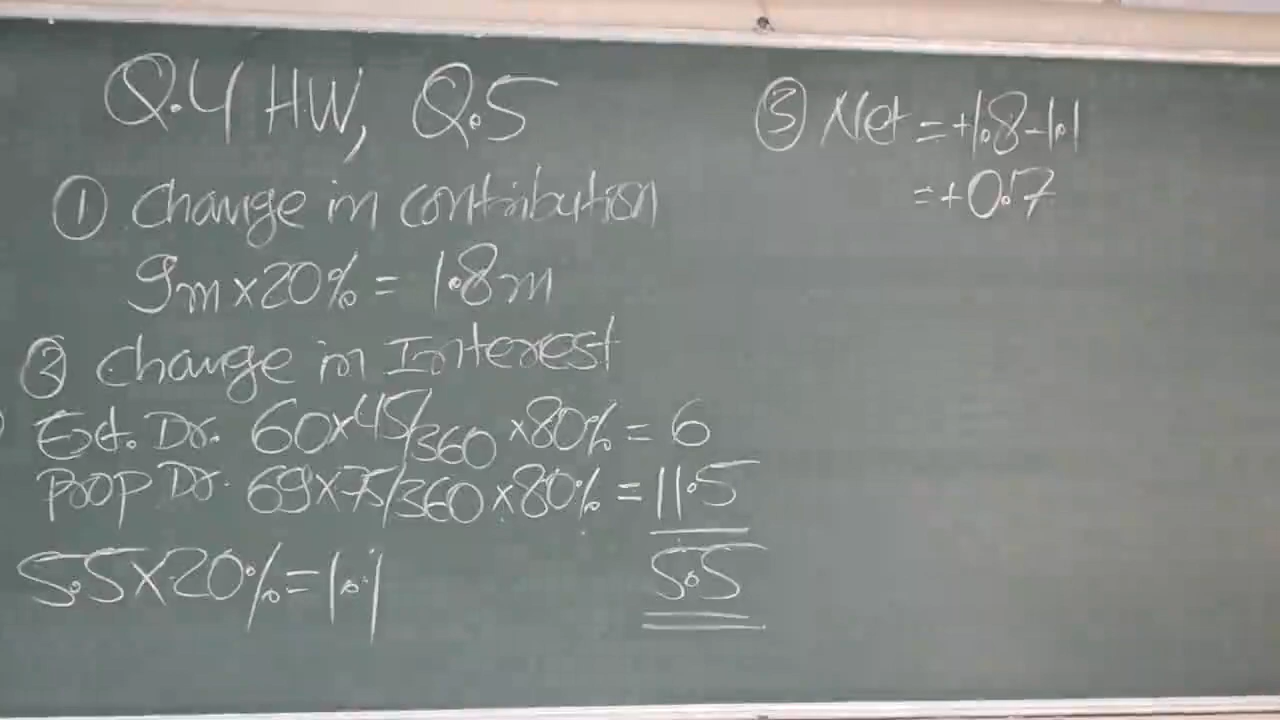 Q.4 HW, Q.5
① Change in contribution
9m×20% = 1.8m
② Change in Interest
Ext. Dr. 60×45/360 ×80% = 6
Prop Dr. 69×75/360 ×80% = 11.5
5.5
5.5×20% = 1.1
③ Net = +1.8-1.1
= +0.7